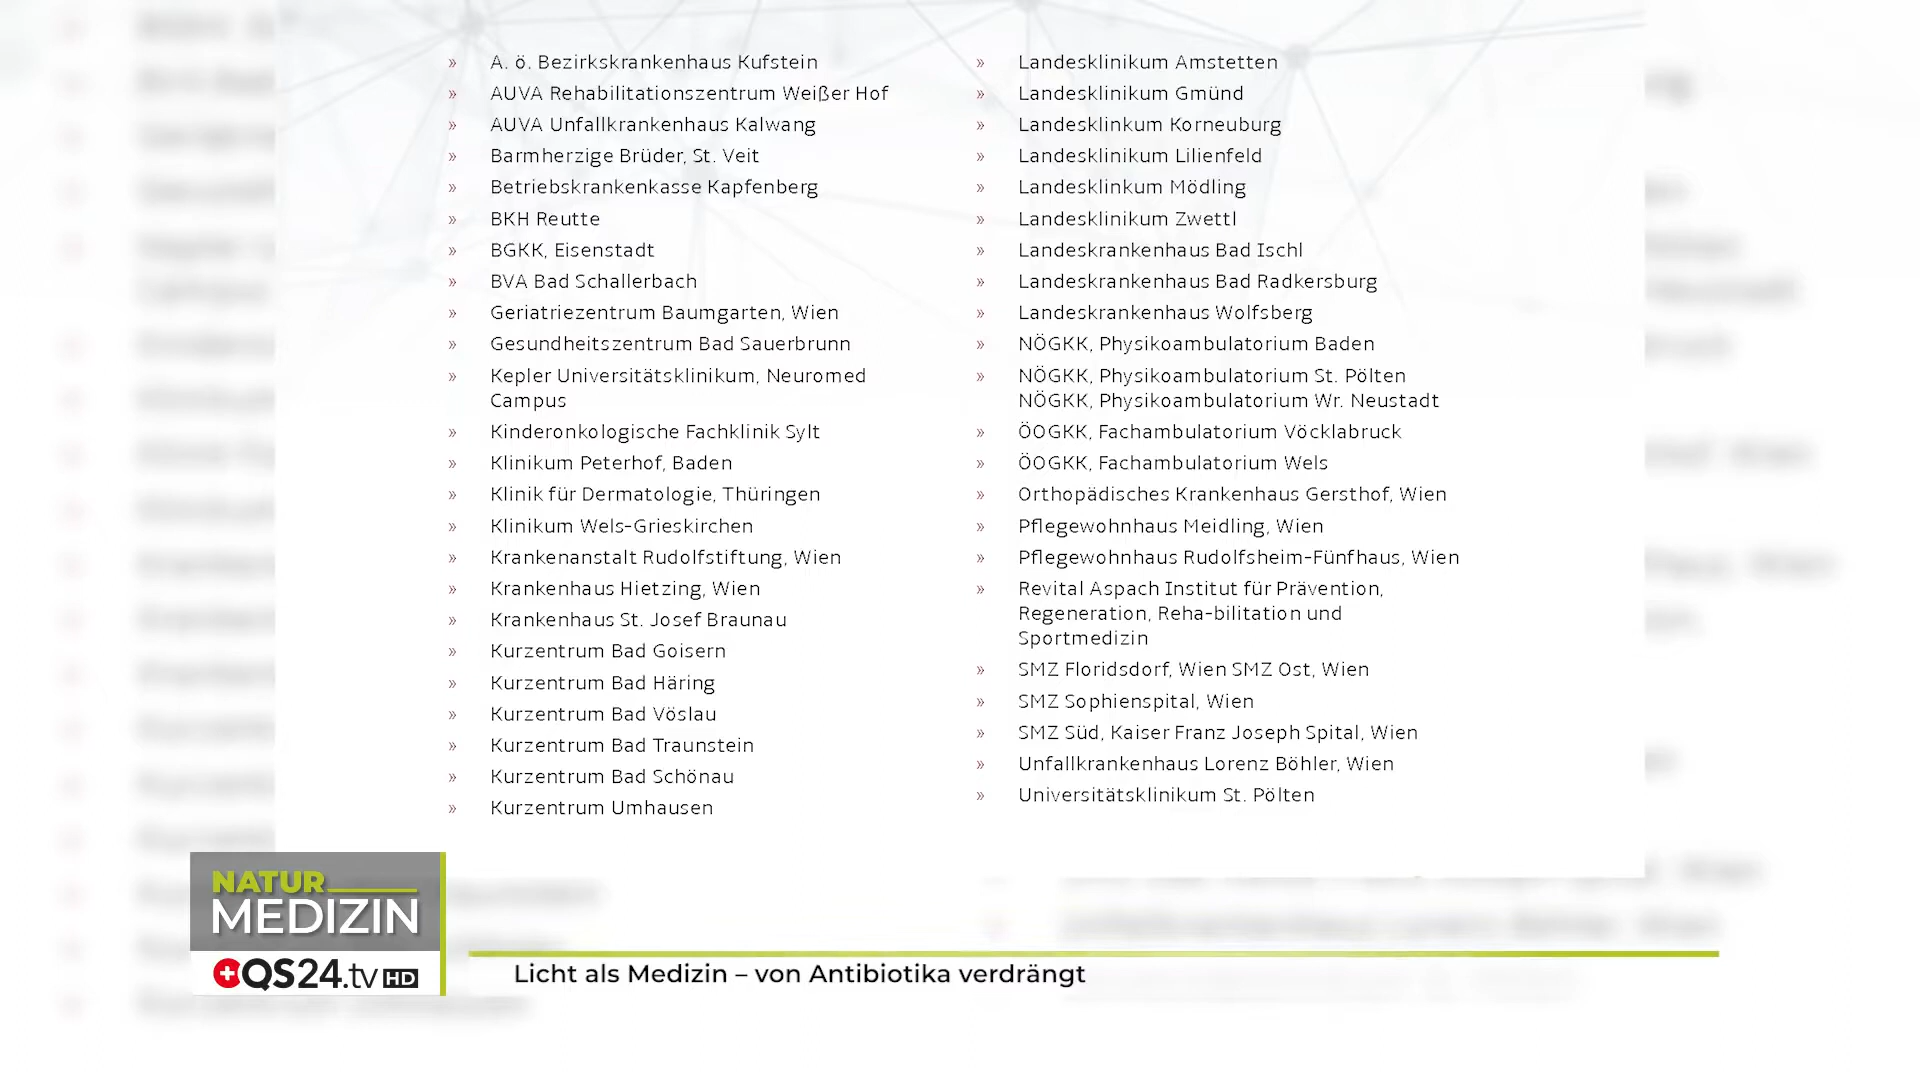 » A. ö. Bezirkskrankenhaus Kufstein
» AUVA Rehabilitationszentrum Weißer Hof
» AUVA Unfallkrankenhaus Kalwang
» Barmherzige Brüder, St. Veit
» Betriebskrankenkasse Kapfenberg
» BKH Reutte
» BGKK, Eisenstadt
» BVA Bad Schallerbach
» Geriatriezentrum Baumgarten, Wien
» Gesundheitszentrum Bad Sauerbrunn
» Kepler Universitätsklinikum, Neuromed
Campus
» Kinderonkologische Fachklinik Sylt
» Klinikum Peterhof, Baden
» Klinik für Dermatologie, Thüringen
» Klinikum Wels-Grieskirchen
» Krankenanstalt Rudolfstiftung, Wien
» Krankenhaus Hietzing, Wien
» Krankenhaus St. Josef Braunau
» Kurzentrum Bad Goisern
» Kurzentrum Bad Häring
» Kurzentrum Bad Vöslau
» Kurzentrum Bad Traunstein
» Kurzentrum Bad Schönau
» Kurzentrum Umhausen
» Landesklinikum Amstetten
» Landesklinikum Gmünd
» Landesklinkum Korneuburg
» Landesklinikum Lilienfeld
» Landesklinkum Mödling
» Landesklinikum Zwettl
» Landeskrankenhaus Bad Ischl
» Landeskrankenhaus Bad Radkersburg
» Landeskrankenhaus Wolfsberg
» NÖGKK, Physikoambulatorium Baden
» NÖGKK, Physikoambulatorium St. Pölten
NÖGKK, Physikoambulatorium Wr. Neustadt
» ÖOGKK, Fachambulatorium Vöcklabruck
» ÖOGKK, Fachambulatorium Wels
» Orthopädisches Krankenhaus Gersthof, Wien
» Pflegewohnhaus Meidling, Wien
» Pflegewohnhaus Rudolfsheim-Fünfhaus, Wien
» Revital Aspach Institut für Prävention,
Regeneration, Reha-bilitation und
Sportmedizin
» SMZ Floridsdorf, Wien SMZ Ost, Wien
» SMZ Sophienspital, Wien
» SMZ Süd, Kaiser Franz Joseph Spital, Wien
» Unfallkrankenhaus Lorenz Böhler, Wien
» Universitätsklinikum St. Pölten
NATUR
MEDIZIN
QS24.tv HD
Licht als Medizin – von Antibiotika verdrängt